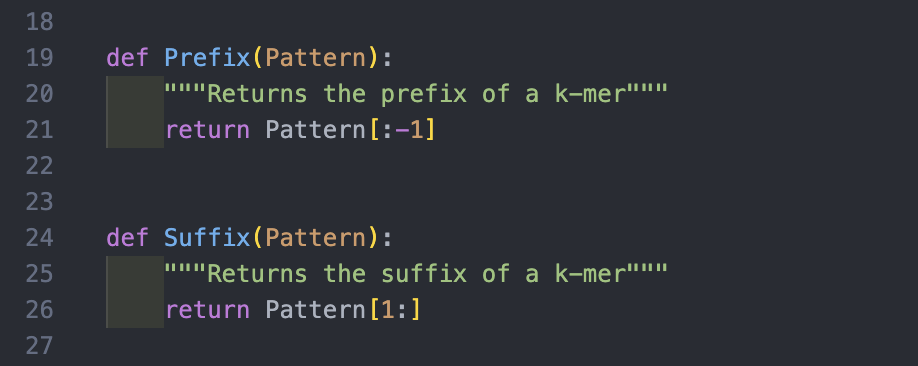 18
19 def Prefix(Pattern):
20 """Returns the prefix of a k-mer"""
21 return Pattern[:-1]
22
23
24 def Suffix(Pattern):
25 """Returns the suffix of a k-mer"""
26 return Pattern[1:]
27